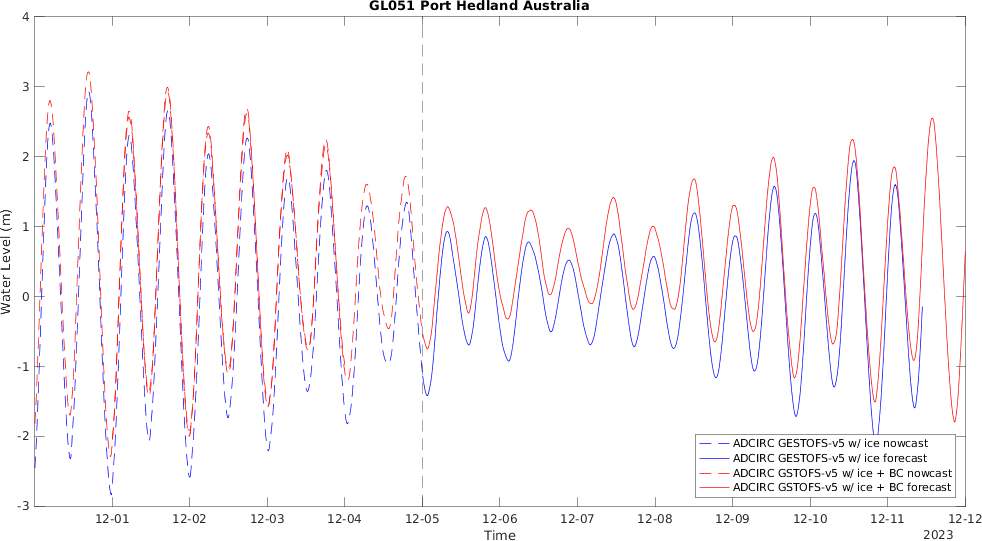 GL051 Port Hedland Australia
4
3
2
1
0
-1
-2
-3
Water Level (m)
12-01 12-02 12-03 12-04 12-05 12-06 12-07 12-08 12-09 12-10 12-11 12-12
Time
2023
ADCIRC GESTOFS-v5 w/ ice nowcast
ADCIRC GESTOFS-v5 w/ ice forecast
ADCIRC GSTOFS-v5 w/ ice + BC nowcast
ADCIRC GSTOFS-v5 w/ ice + BC forecast